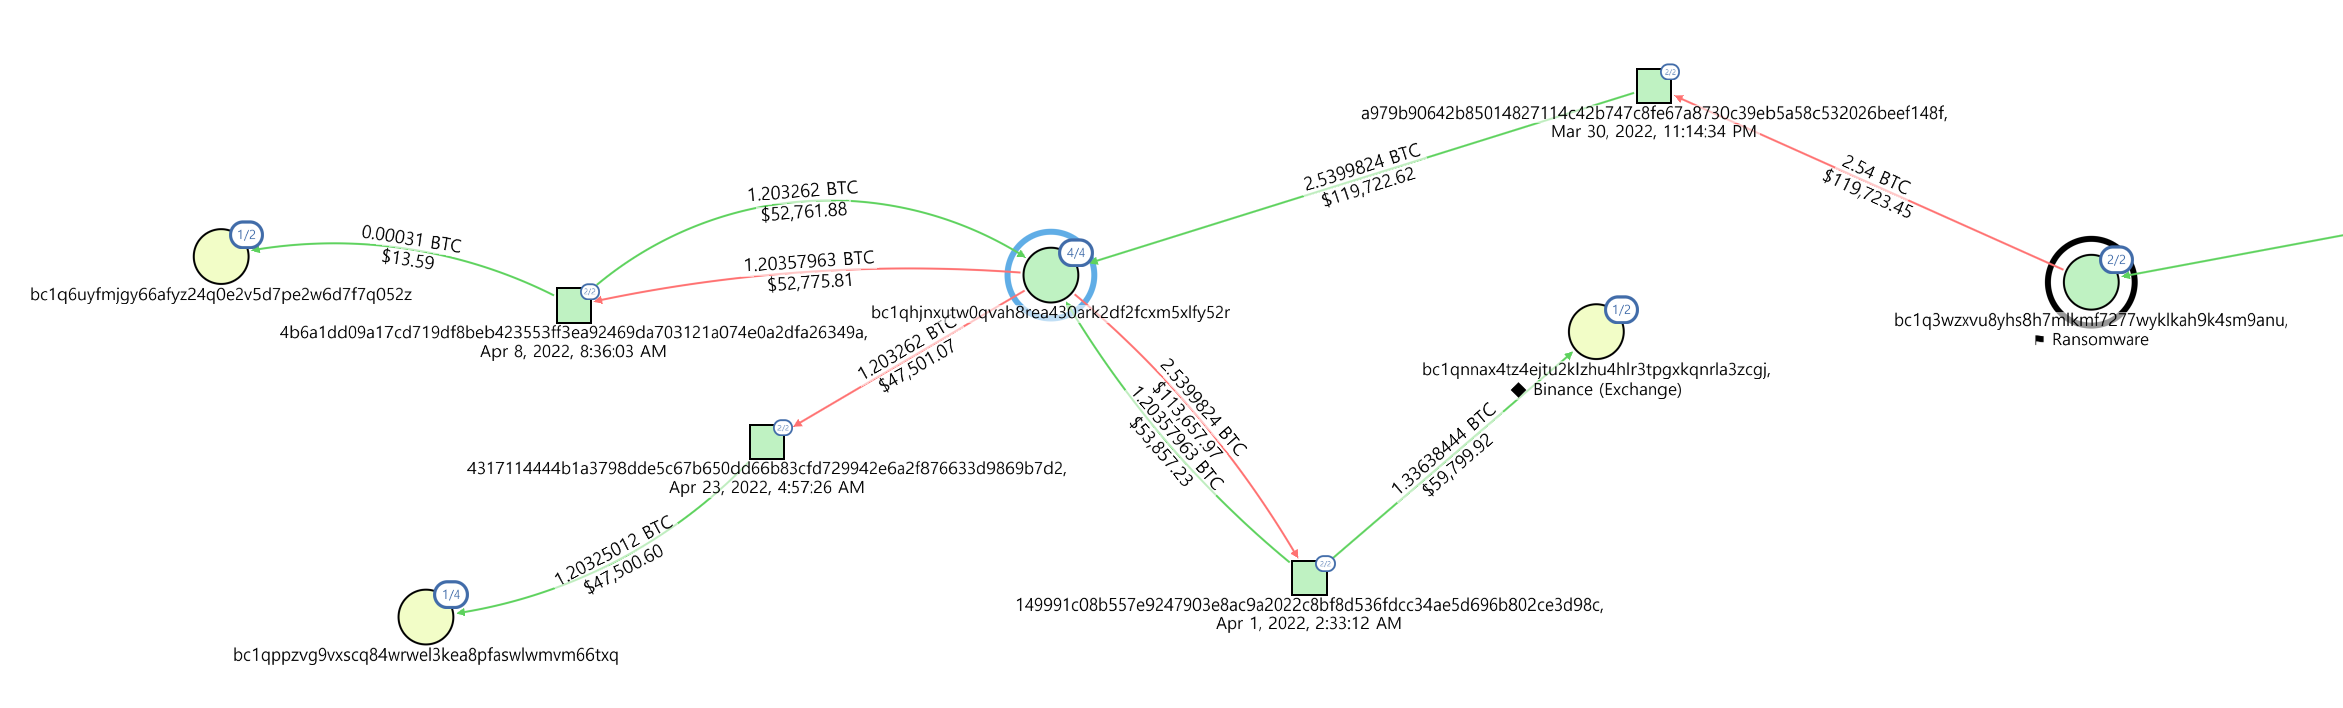 2/2
a979b90642b85014827114c42b747c8fe67a8730c39eb5a58c532026beef148f,
Mar 30, 2022, 11:14:34 PM
2.5399824 BTC
$119,722.62
2.54 BTC
$119,723.45
1.203262 BTC
$52,761.88
1/2
0.00031 BTC
$13.59
bc1q6uyfmjgy66afyz24q0e2v5d7pe2w6d7f7q052z
1.20357963 BTC
$52,775.81
4/4
bc1qhjnxutw0qvah8rea430ark2df2fcxm5xlfy52r
2/2
bc1q3wzxvu8yhs8h7mlkmf7277wyklkah9k4sm9anu,
⚑ Ransomware
2/2
4b6a1dd09a17cd719df8beb423553ff3ea92469da703121a074e0a2dfa26349a,
Apr 8, 2022, 8:36:03 AM
1.203262 BTC
$47,501.07
1/2
bc1qnnax4tz4ejtu2klzhu4hlr3tpgxkqnrla3zcgj,
◆ Binance (Exchange)
2.5399824 BTC
$113,657.97
1.20357963 BTC
$53,857.23
1.33638444 BTC
$59,799.92
2/2
4317114444b1a3798dde5c67b650dd66b83cfd729942e6a2f876633d9869b7d2,
Apr 23, 2022, 4:57:26 AM
1.20325012 BTC
$47,500.60
2/2
149991c08b557e9247903e8ac9a2022c8bf8d536fdcc34ae5d696b802ce3d98c,
Apr 1, 2022, 2:33:12 AM
1/4
bc1qppzvg9vxscq84wrwel3kea8pfaswlwmvm66txq